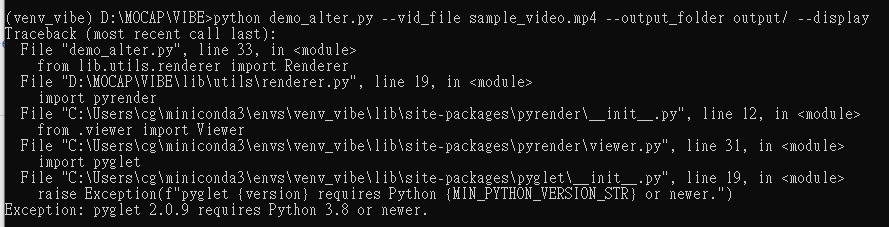 (venv_vibe) D:\MOCAP\VIBE>python demo_alter.py --vid_file sample_video.mp4 --output_folder output/ --display
Traceback (most recent call last):
  File "demo_alter.py", line 33, in <module>
    from lib.utils.renderer import Renderer
  File "D:\MOCAP\VIBE\lib\utils\renderer.py", line 19, in <module>
    import pyrender
  File "C:\Users\cg\miniconda3\envs\venv_vibe\lib\site-packages\pyrender\__init__.py", line 12, in <module>
    from .viewer import Viewer
  File "C:\Users\cg\miniconda3\envs\venv_vibe\lib\site-packages\pyrender\viewer.py", line 31, in <module>
    import pyglet
  File "C:\Users\cg\miniconda3\envs\venv_vibe\lib\site-packages\pyglet\__init__.py", line 19, in <module>
    raise Exception(f"pyglet {version} requires Python {MIN_PYTHON_VERSION_STR} or newer.")
Exception: pyglet 2.0.9 requires Python 3.8 or newer.